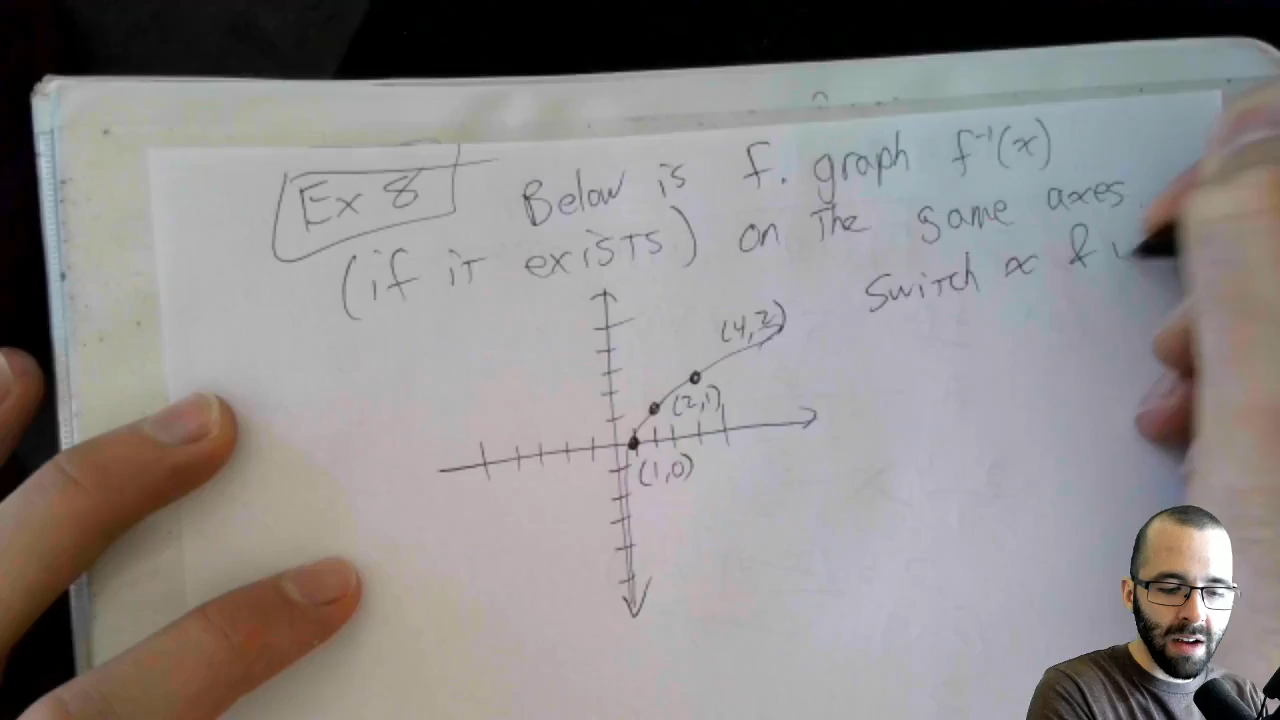 Ex 8 Below is f. graph f⁻¹(x)
(if it exists) on the same axes.
Switch x &
(4,2)
(2,1)
(1,0)